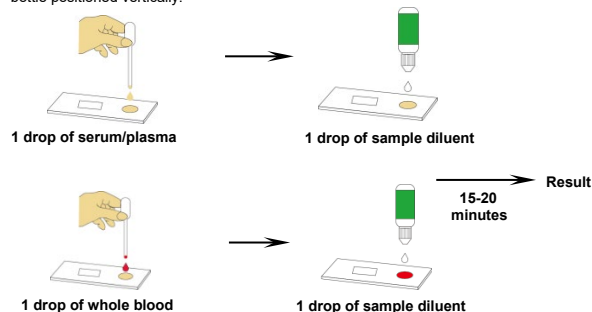 bottle positioned vertically.
1 drop of serum/plasma
1 drop of sample diluent
15-20
minutes
Result
1 drop of whole blood
1 drop of sample diluent